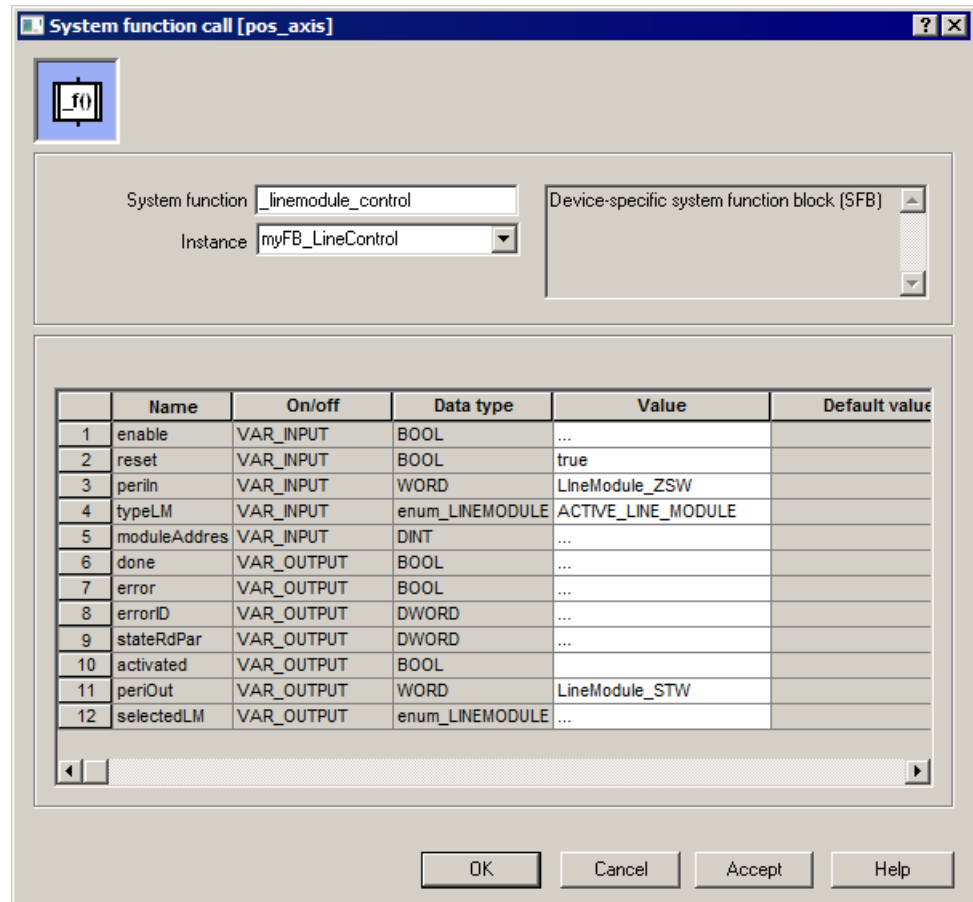 System function call [pos_axis]
_f()
System function _linemodule_control
Device-specific system function block (SFB)
Instance myFB_LineControl
Name On/off Data type Value Default value
1 enable VAR_INPUT BOOL ...
2 reset VAR_INPUT BOOL true
3 periIn VAR_INPUT WORD LIneModule_ZSW
4 typeLM VAR_INPUT enum_LINEMODULE ACTIVE_LINE_MODULE
5 moduleAddres VAR_INPUT DINT ...
6 done VAR_OUTPUT BOOL ...
7 error VAR_OUTPUT BOOL ...
8 errorID VAR_OUTPUT DWORD ...
9 stateRdPar VAR_OUTPUT DWORD ...
10 activated VAR_OUTPUT BOOL
11 periOut VAR_OUTPUT WORD LineModule_STW
12 selectedLM VAR_OUTPUT enum_LINEMODULE ...
OK Cancel Accept Help